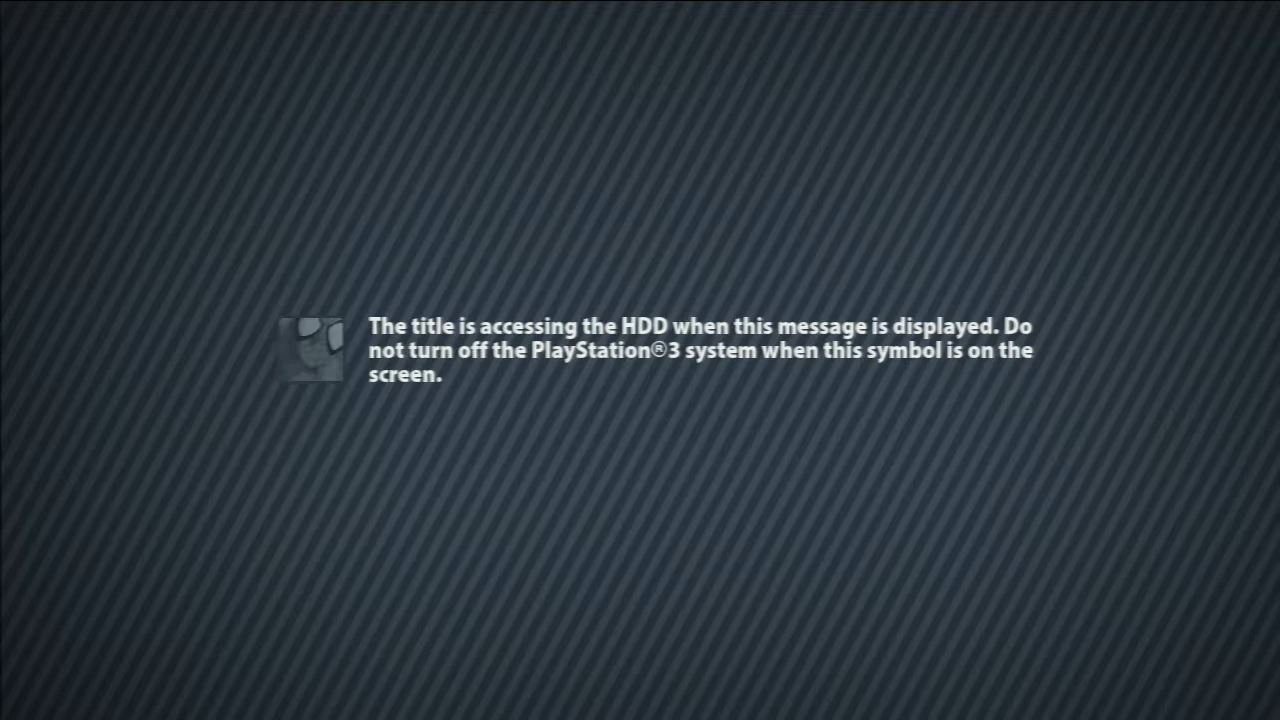 The title is accessing the HDD when this message is displayed. Do
not turn off the PlayStation®3 system when this symbol is on the
screen.